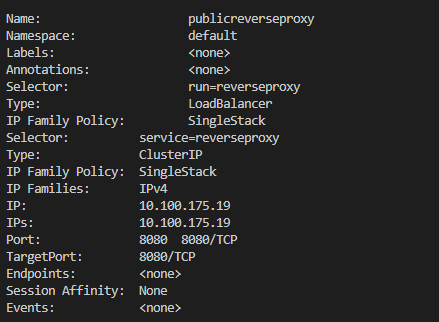 Name: publicreverseproxy
Namespace: default
Labels: <none>
Annotations: <none>
Selector: run=reverseproxy
Type: LoadBalancer
IP Family Policy: SingleStack
Selector: service=reverseproxy
Type: ClusterIP
IP Family Policy: SingleStack
IP Families: IPv4
IP: 10.100.175.19
IPs: 10.100.175.19
Port: 8080 8080/TCP
TargetPort: 8080/TCP
Endpoints: <none>
Session Affinity: None
Events: <none>